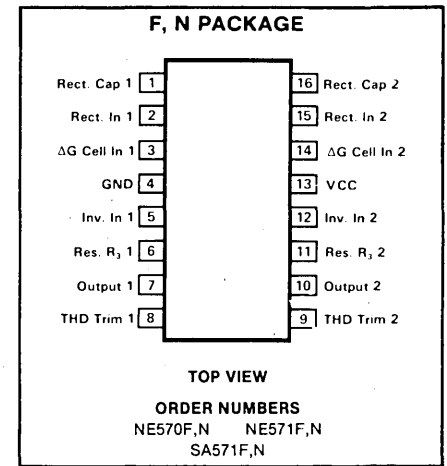 F, N PACKAGE
Rect. Cap 1 1 16 Rect. Cap 2
Rect. In 1 2 15 Rect. In 2
ΔG Cell In 1 3 14 ΔG Cell In 2
GND 4 13 VCC
Inv. In 1 5 12 Inv. In 2
Res. R₃ 1 6 11 Res. R₃ 2
Output 1 7 10 Output 2
THD Trim 1 8 9 THD Trim 2
TOP VIEW
ORDER NUMBERS
NE570F,N NE571F,N
SA571F,N